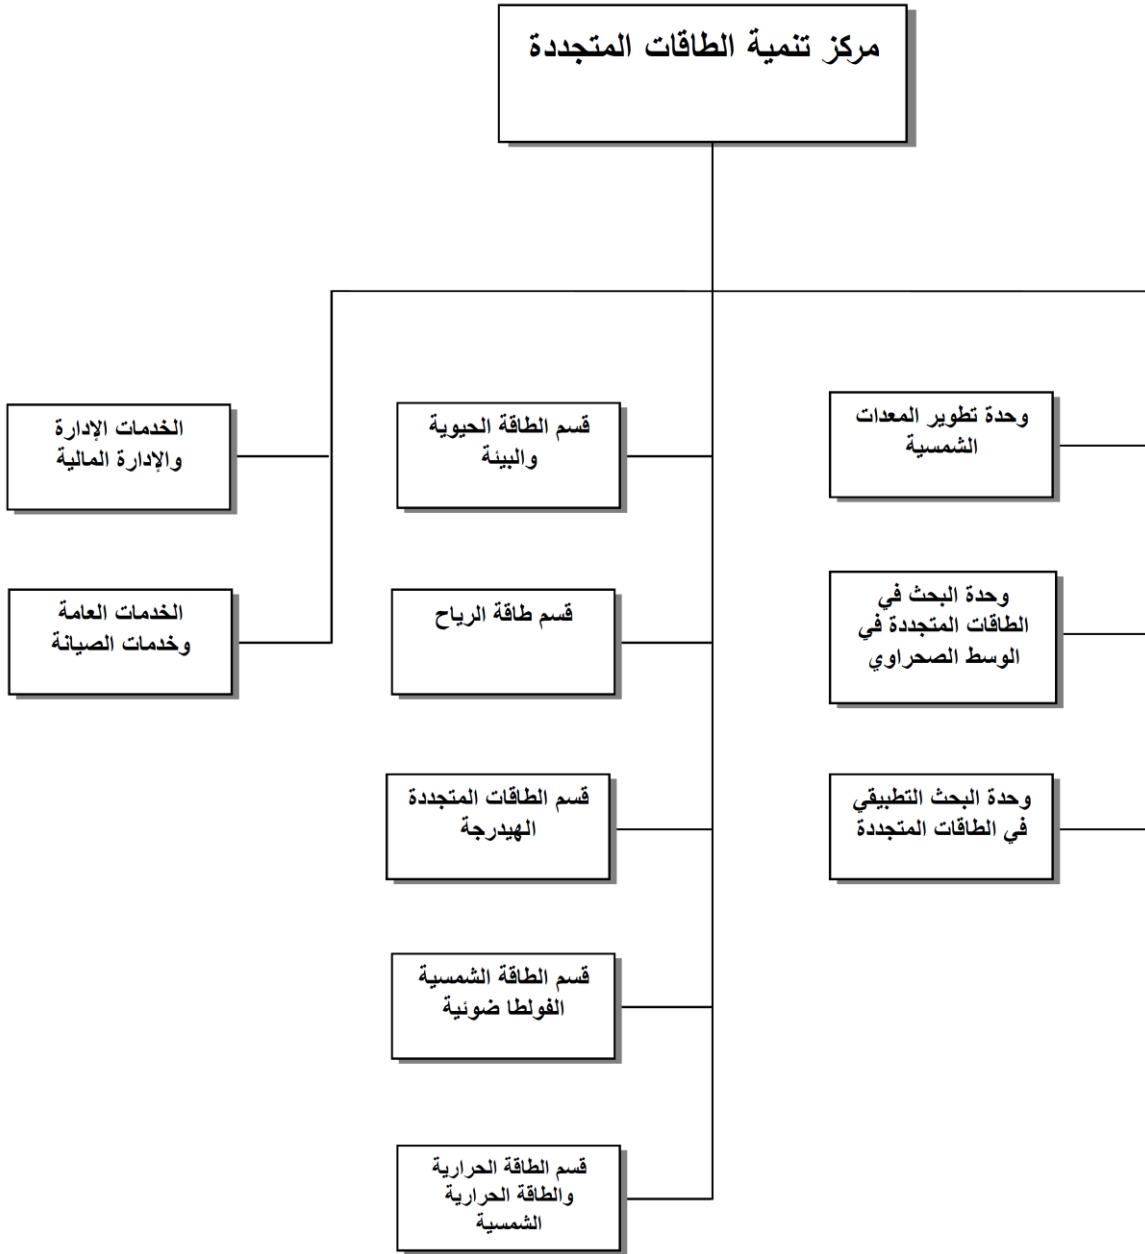 مركز تنمية الطاقات المتجددة
وحدة تطوير المعدات
الشمسية
وحدة البحث في
الطاقات المتجددة في
الوسط الصحراوي
وحدة البحث التطبيقي
في الطاقات المتجددة
قسم الطاقة الحيوية
والبيئة
قسم طاقة الرياح
قسم الطاقات المتجددة
الهيدرجة
قسم الطاقة الشمسية
الفولطا ضوئية
قسم الطاقة الحرارية
والطاقة الحرارية
الشمسية
الخدمات الإدارة
والإدارة المالية
الخدمات العامة
وخدمات الصيانة